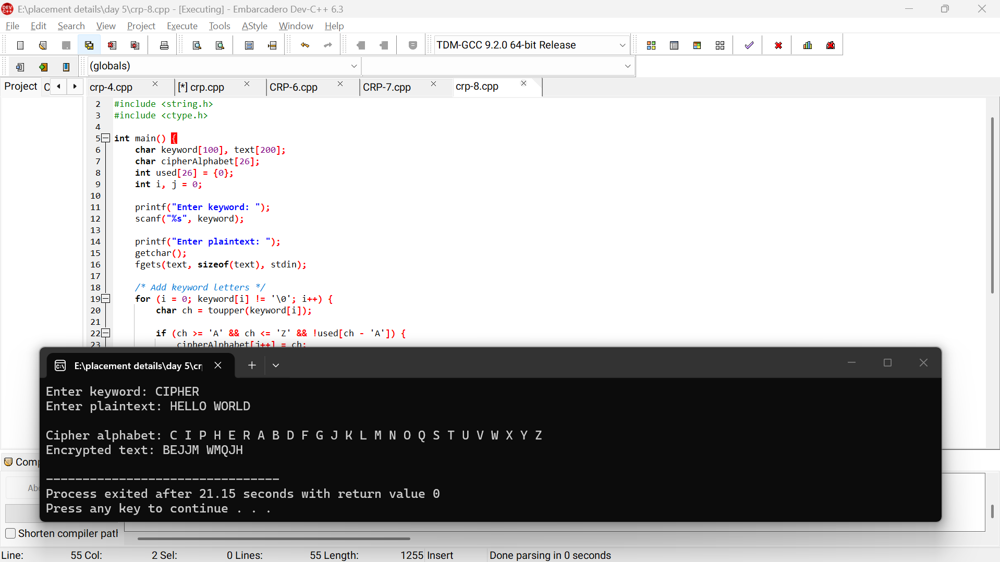 E:\placement details\day 5\crp-8.cpp - [Executing] - Embarcadero Dev-C++ 6.3
File Edit Search View Project Execute Tools AStyle Window Help
TDM-GCC 9.2.0 64-bit Release
(globals)
Project C crp-4.cpp [*] crp.cpp CRP-6.cpp CRP-7.cpp crp-8.cpp
2 #include <string.h>
3 #include <ctype.h>
4
5 int main() {
6 char keyword[100], text[200];
7 char cipherAlphabet[26];
8 int used[26] = {0};
9 int i, j = 0;
10
11 printf("Enter keyword: ");
12 scanf("%s", keyword);
13
14 printf("Enter plaintext: ");
15 getchar();
16 fgets(text, sizeof(text), stdin);
17
18 /* Add keyword letters */
19 for (i = 0; keyword[i] != '\0'; i++) {
20 char ch = toupper(keyword[i]);
21
22 if (ch >= 'A' && ch <= 'Z' && !used[ch - 'A']) {
23 cipherAlphabet[j++] = ch;
E:\placement details\day 5\cr
Enter keyword: CIPHER
Enter plaintext: HELLO WORLD
Cipher alphabet: C I P H E R A B D F G J K L M N O Q S T U V W X Y Z
Encrypted text: BEJJM WMQJH
--------------------------------
Process exited after 21.15 seconds with return value 0
Press any key to continue . . .
Comp
Abo
Shorten compiler path
Line: 55 Col: 2 Sel: 0 Lines: 55 Length: 1255 Insert Done parsing in 0 seconds